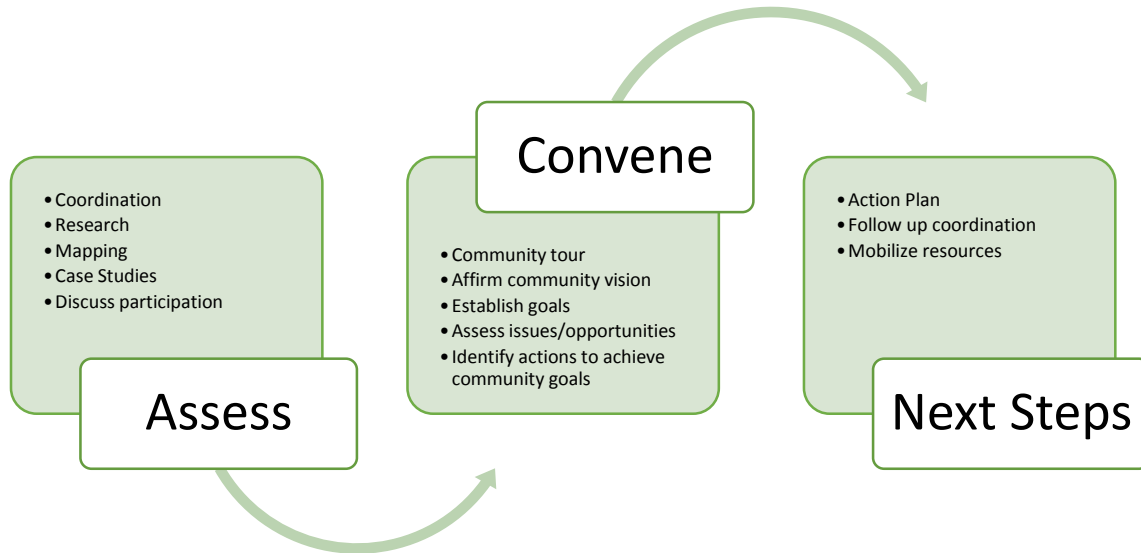 • Coordination
• Research
• Mapping
• Case Studies
• Discuss participation
Assess
Convene
• Community tour
• Affirm community vision
• Establish goals
• Assess issues/opportunities
• Identify actions to achieve
community goals
• Action Plan
• Follow up coordination
• Mobilize resources
Next Steps